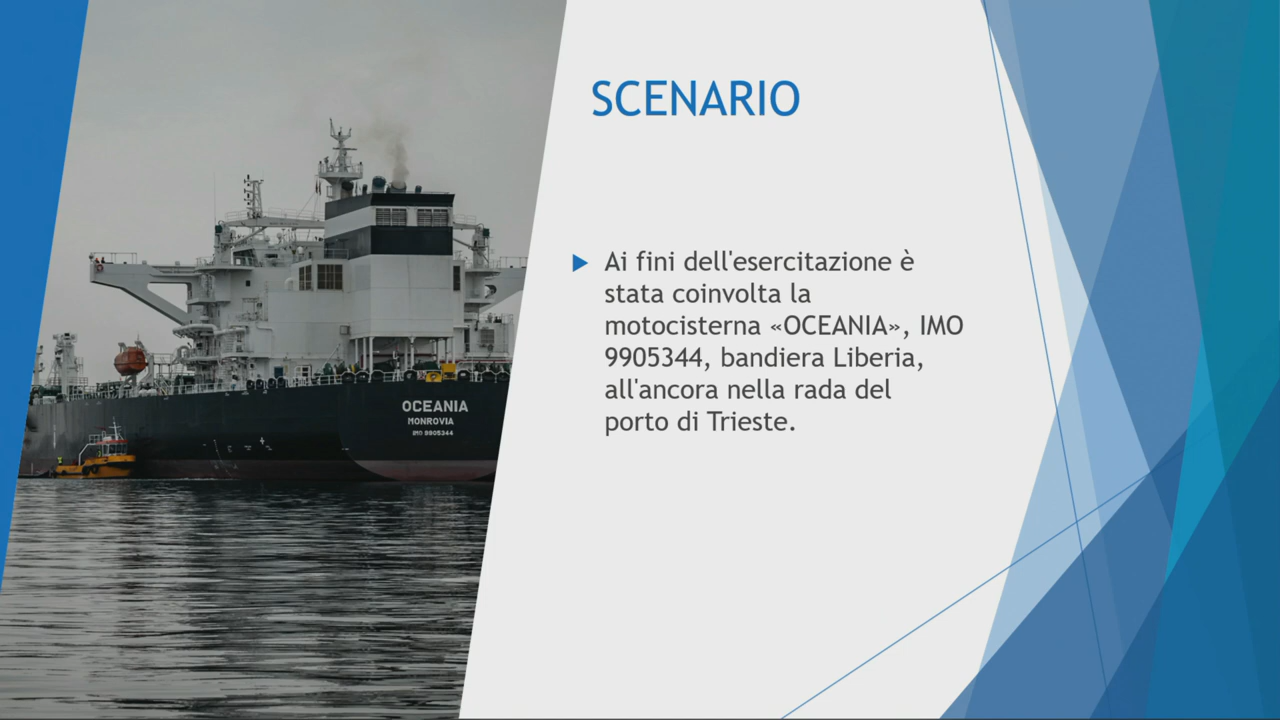 SCENARIO
Ai fini dell'esercitazione è
stata coinvolta la
motocisterna «OCEANIA», IMO
9905344, bandiera Liberia,
all'ancora nella rada del
porto di Trieste.
OCEANIA
MONROVIA
IMO 9905344